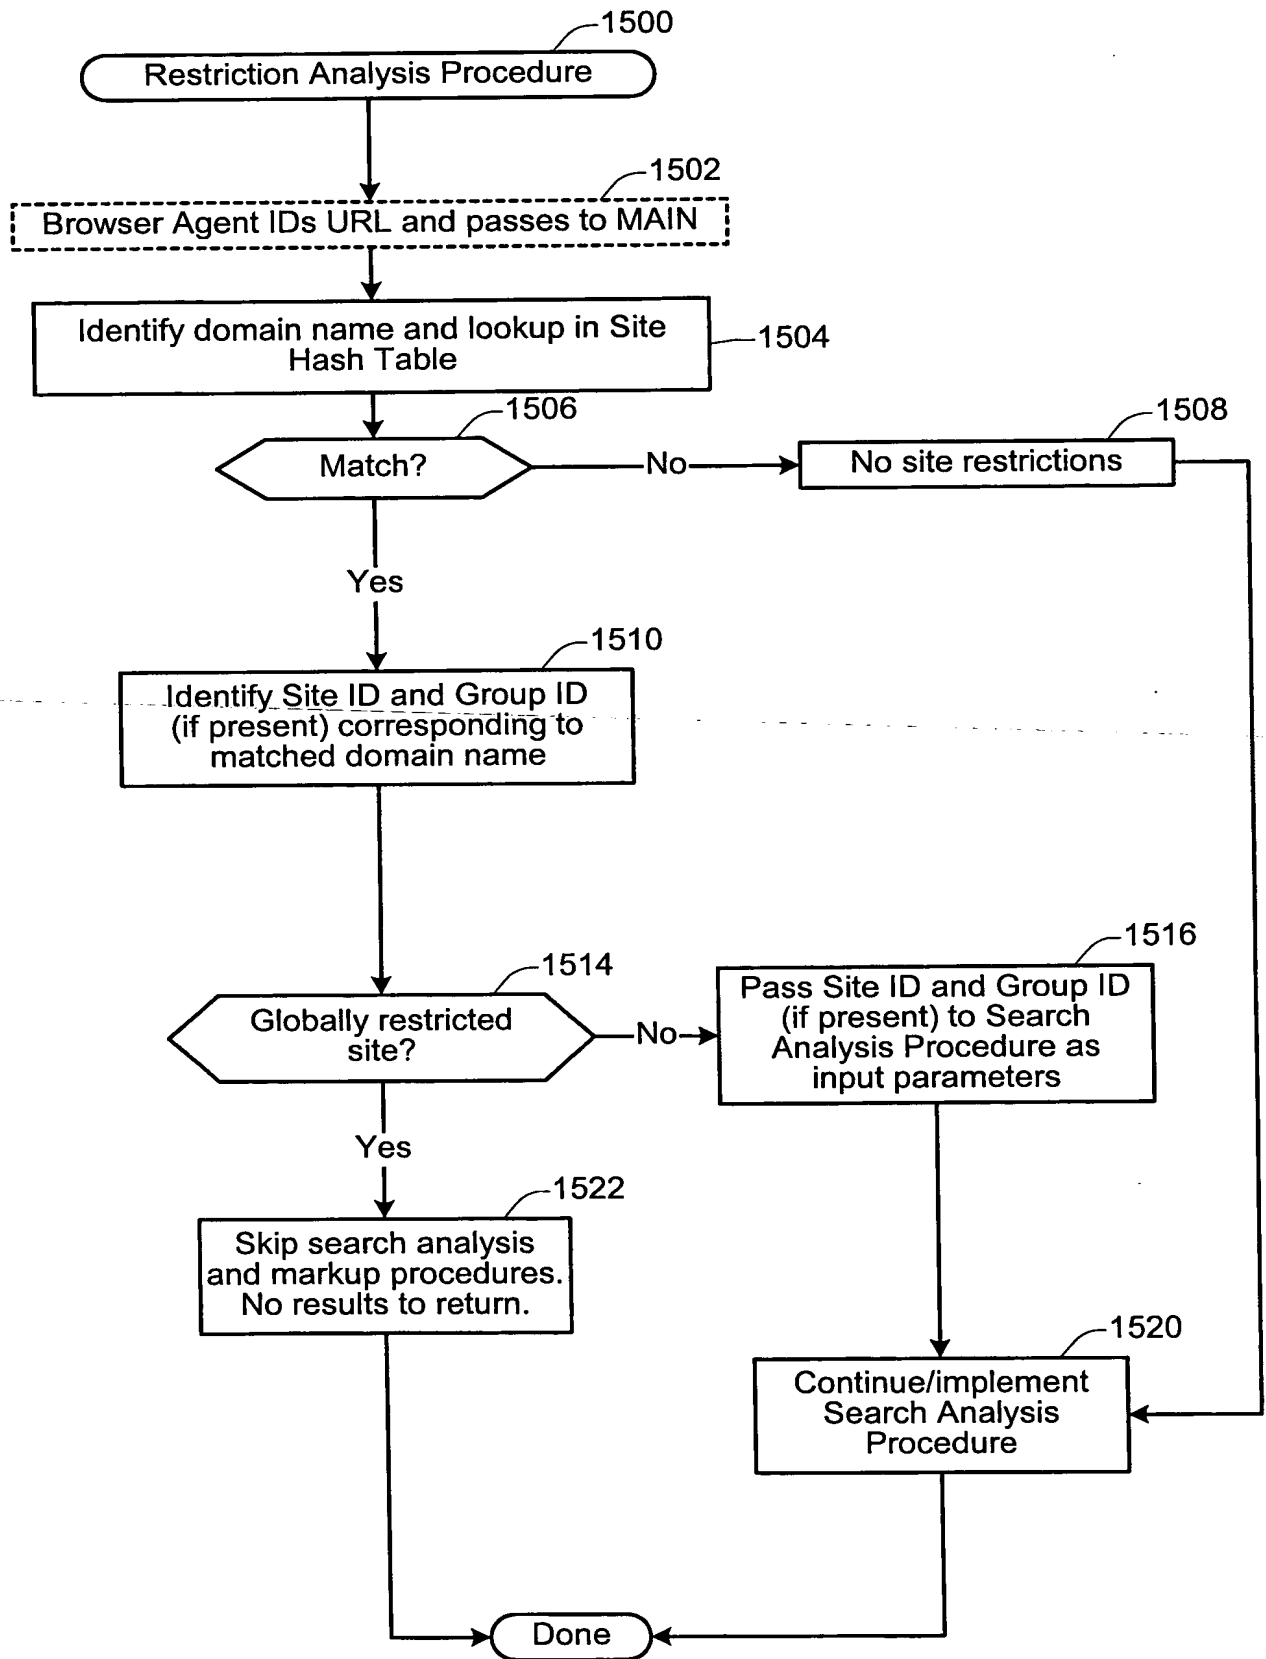 1500
Restriction Analysis Procedure
1502
Browser Agent IDs URL and passes to MAIN
Identify domain name and lookup in Site
Hash Table
1504
1506
Match?
No
1508
No site restrictions
Yes
1510
Identify Site ID and Group ID
(if present) corresponding to
matched domain name
1514
Globally restricted
site?
No
1516
Pass Site ID and Group ID
(if present) to Search
Analysis Procedure as
input parameters
Yes
1522
Skip search analysis
and markup procedures.
No results to return.
1520
Continue/implement
Search Analysis
Procedure
Done